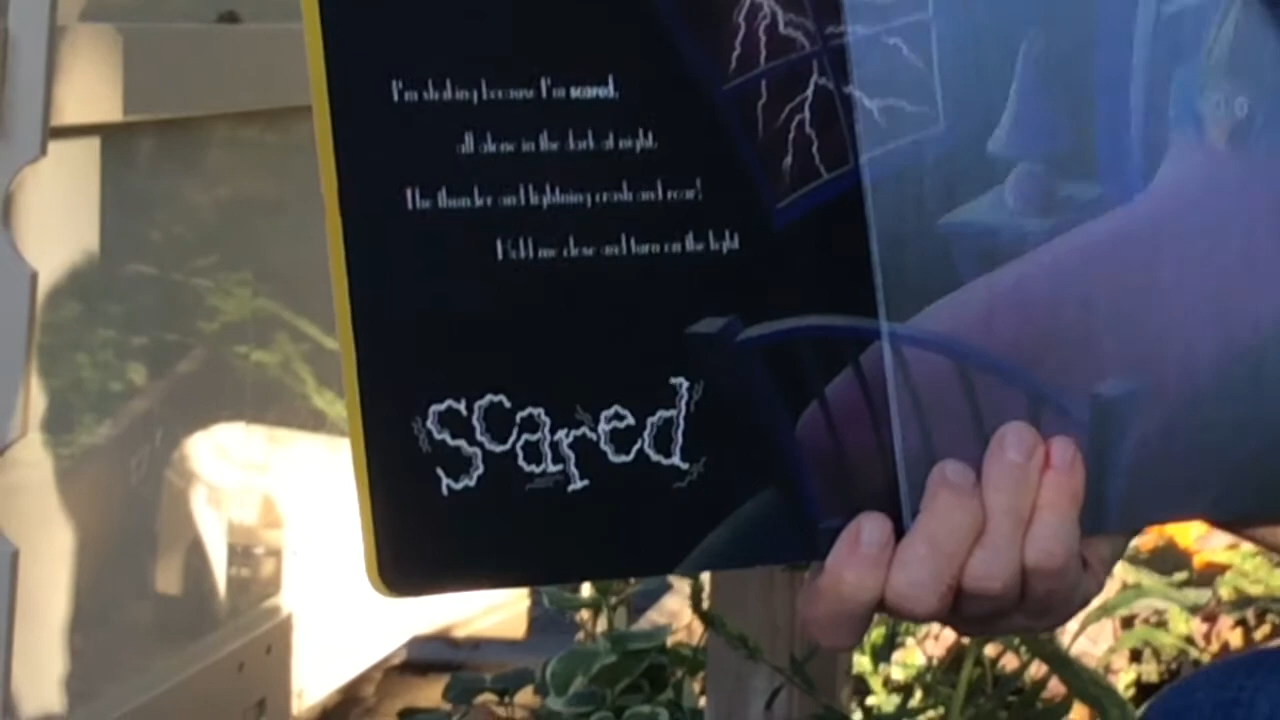 I'm shaking because I'm scared,
all alone in the dark at night.
The thunder and lightning crash and roar!
Hold me close and turn on the light
scared